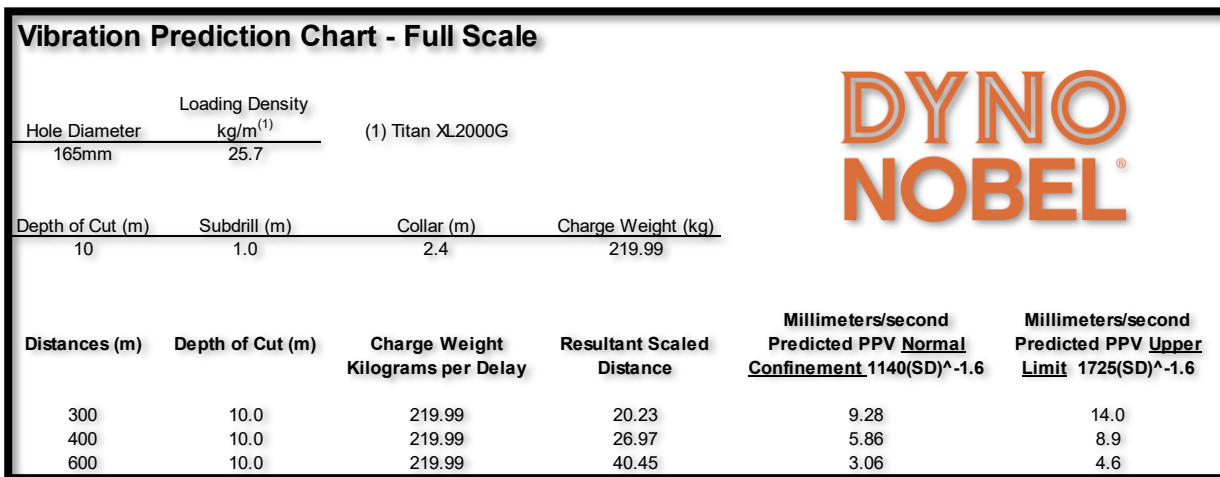 Vibration Prediction Chart - Full Scale
DYNO
NOBEL®
Loading Density
Hole Diameter kg/m(1) (1) Titan XL2000G
165mm 25.7
Depth of Cut (m) Subdrill (m) Collar (m) Charge Weight (kg)
10 1.0 2.4 219.99
Millimeters/second Millimeters/second
Distances (m) Depth of Cut (m) Charge Weight Resultant Scaled Predicted PPV Normal Predicted PPV Upper
Kilograms per Delay Distance Confinement 1140(SD)^-1.6 Limit 1725(SD)^-1.6
300 10.0 219.99 20.23 9.28 14.0
400 10.0 219.99 26.97 5.86 8.9
600 10.0 219.99 40.45 3.06 4.6